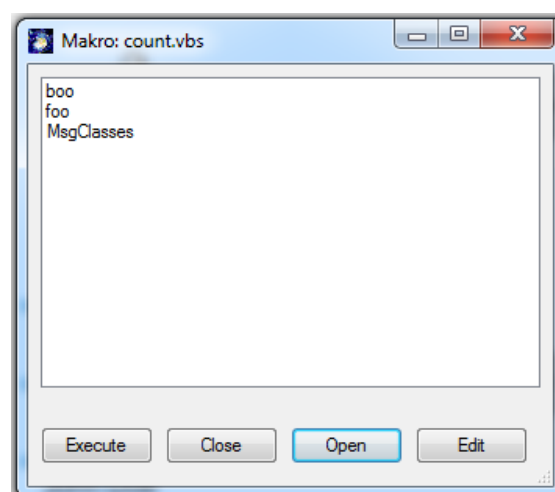 Makro: count.vbs
boo
foo
MsgClasses
Execute Close Open Edit